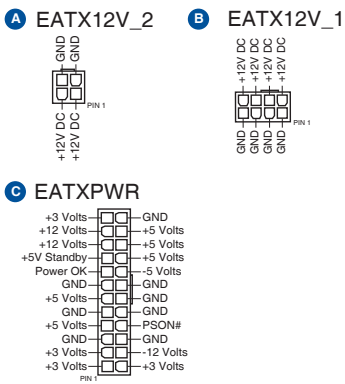 A EATX12V_2
GND
GND
PIN 1
+12V DC
+12V DC
B EATX12V_1
+12V DC
+12V DC
+12V DC
+12V DC
PIN 1
GND
GND
GND
GND
C EATXPWR
+3 Volts GND
+12 Volts +5 Volts
+12 Volts +5 Volts
+5V Standby +5 Volts
Power OK -5 Volts
GND GND
+5 Volts GND
GND GND
+5 Volts PSON#
GND GND
+3 Volts -12 Volts
+3 Volts +3 Volts
PIN 1